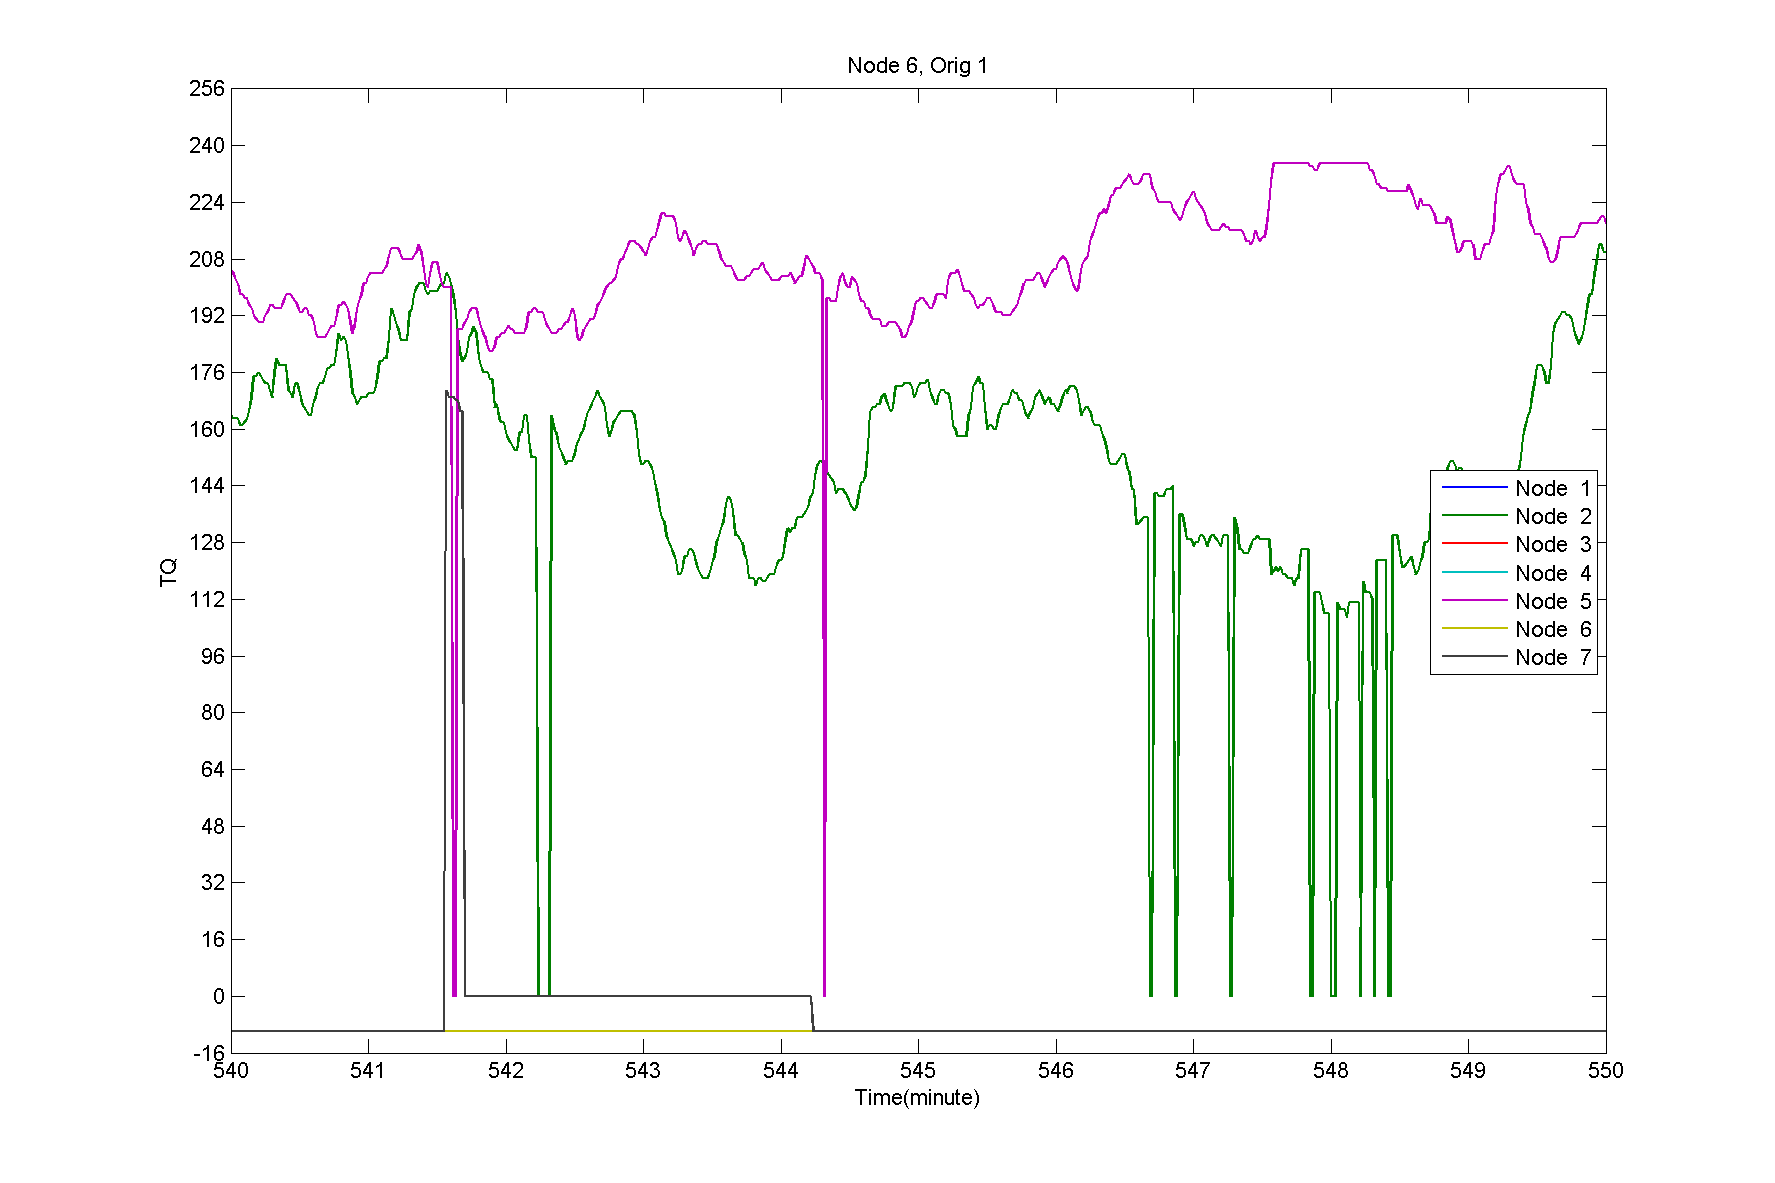 Node 6, Orig 1
256
240
224
208
192
176
160
144
128
112
96
80
64
48
32
16
0
-16
TQ
540 541 542 543 544 545 546 547 548 549 550
Time(minute)
Node 1
Node 2
Node 3
Node 4
Node 5
Node 6
Node 7